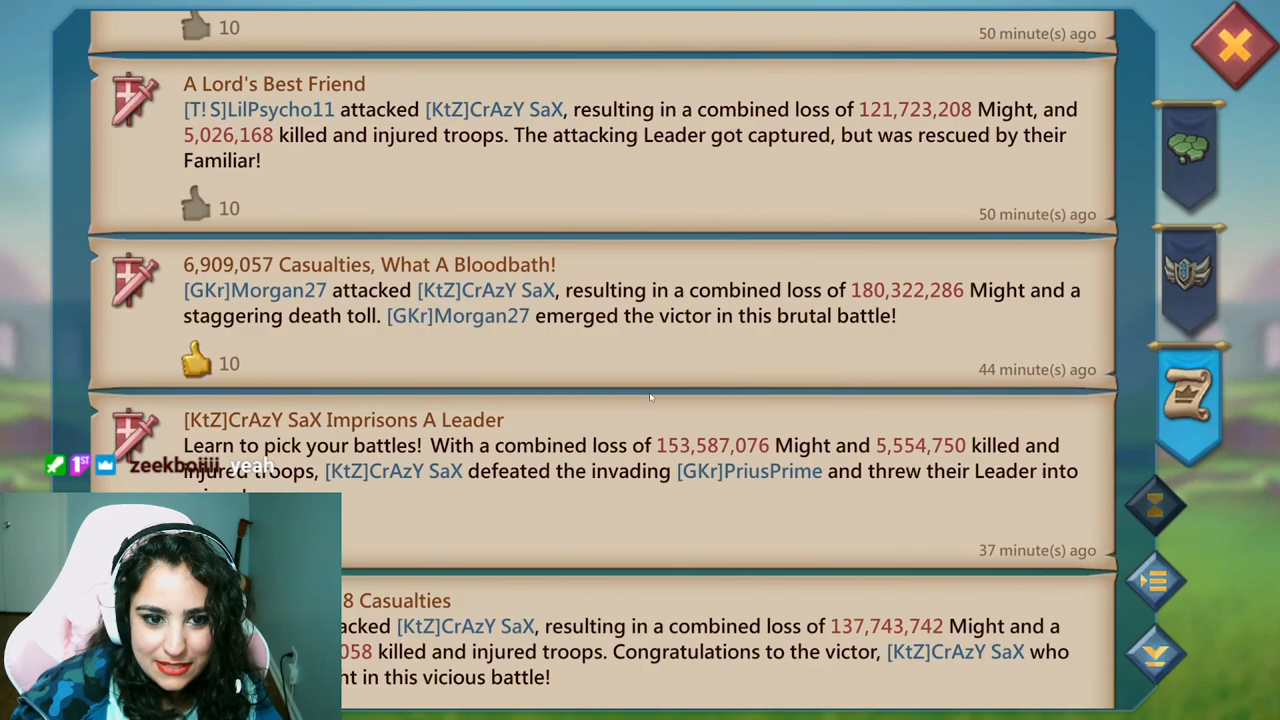 10
50 minute(s) ago
A Lord's Best Friend
[T! S]LilPsycho11 attacked [KtZ]CrAzY SaX, resulting in a combined loss of 121,723,208 Might, and
5,026,168 killed and injured troops. The attacking Leader got captured, but was rescued by their
Familiar!
10
50 minute(s) ago
6,909,057 Casualties, What A Bloodbath!
[GKr]Morgan27 attacked [KtZ]CrAzY SaX, resulting in a combined loss of 180,322,286 Might and a
staggering death toll. [GKr]Morgan27 emerged the victor in this brutal battle!
10
44 minute(s) ago
[KtZ]CrAzY SaX Imprisons A Leader
Learn to pick your battles! With a combined loss of 153,587,076 Might and 5,554,750 killed and
1ST zeekbojiiii yeah
injured troops, [KtZ]CrAzY SaX defeated the invading [GKr]PriusPrime and threw their Leader into
37 minute(s) ago
8 Casualties
acked [KtZ]CrAzY SaX, resulting in a combined loss of 137,743,742 Might and a
058 killed and injured troops. Congratulations to the victor, [KtZ]CrAzY SaX who
nt in this vicious battle!